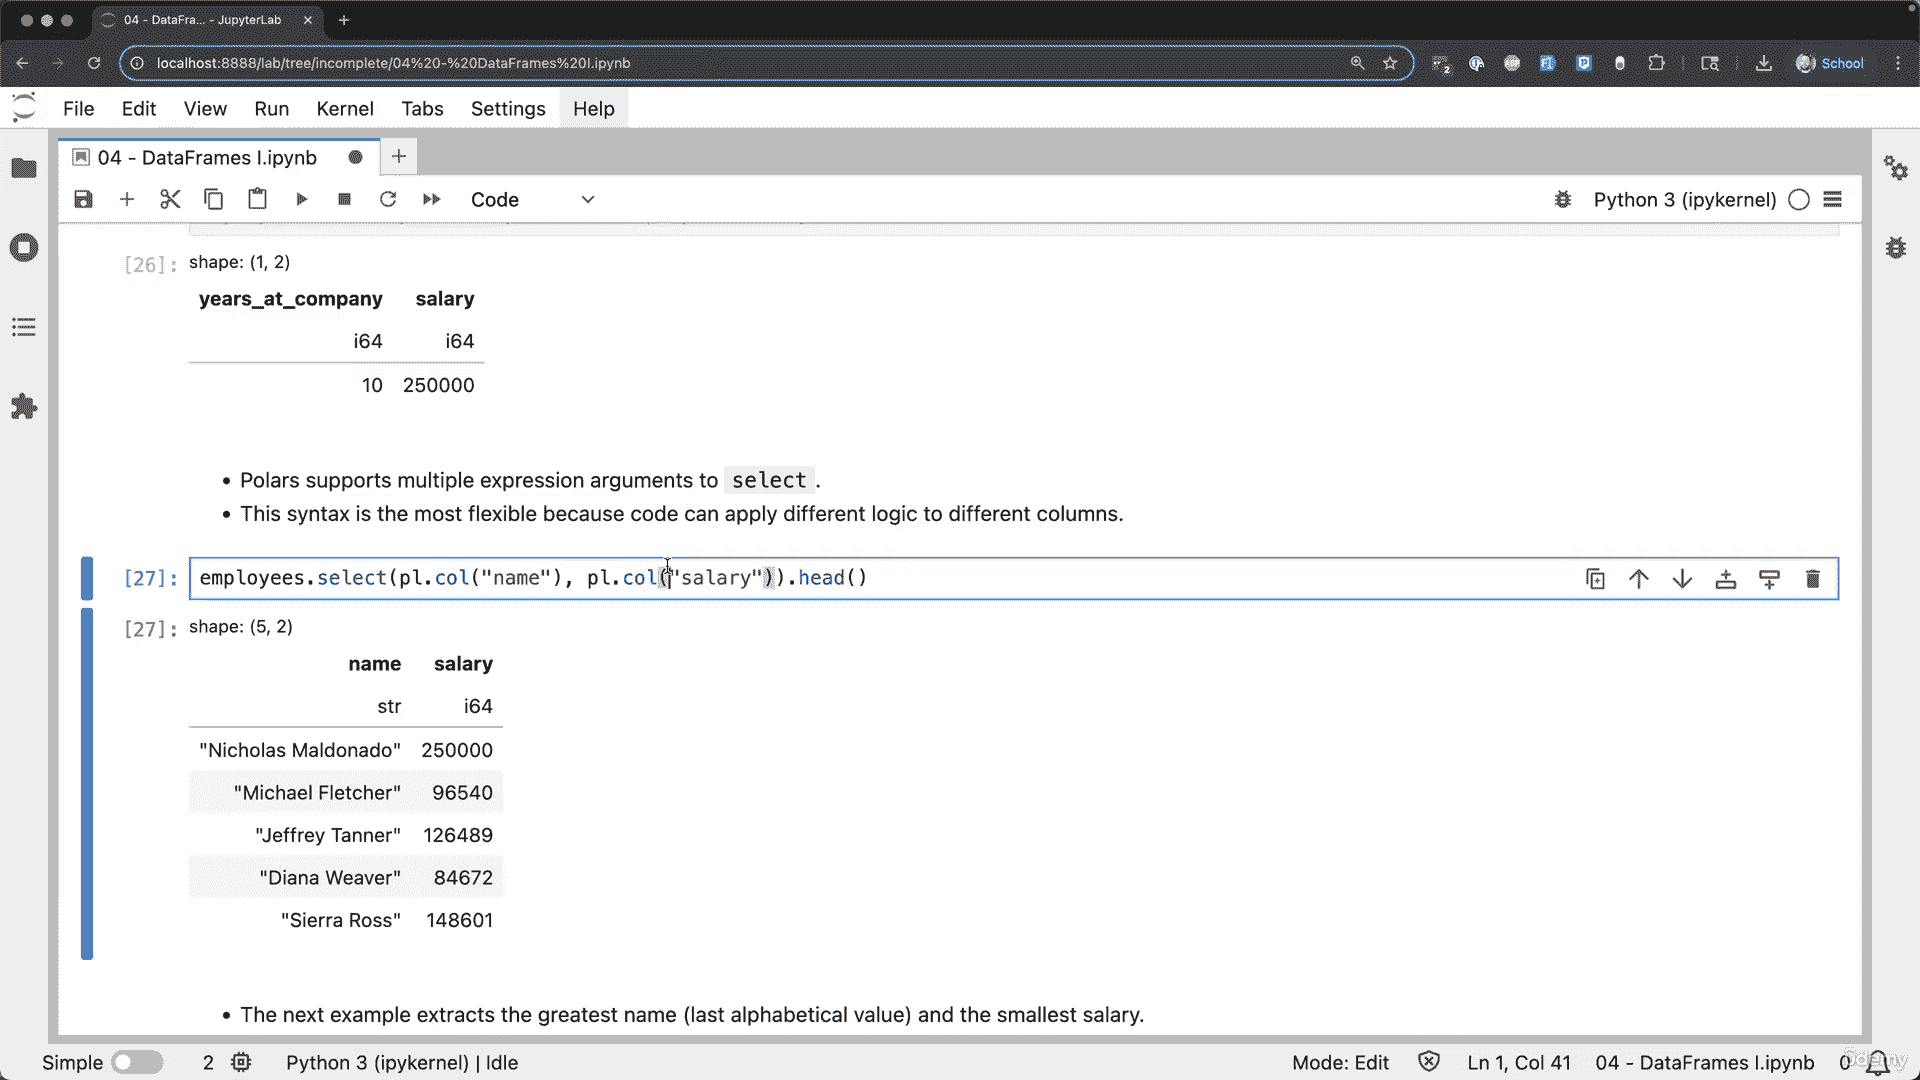 04 - DataFra... - JupyterLab
localhost:8888/lab/tree/incomplete/04%20-%20DataFrames%20I.ipynb
School
File Edit View Run Kernel Tabs Settings Help
04 - DataFrames I.ipynb
Code
Python 3 (ipykernel)
[26]: shape: (1, 2)
years_at_company salary
i64 i64
10 250000
• Polars supports multiple expression arguments to select .
• This syntax is the most flexible because code can apply different logic to different columns.
[27]: employees.select(pl.col("name"), pl.col("salary")).head()
[27]: shape: (5, 2)
name salary
str i64
"Nicholas Maldonado" 250000
"Michael Fletcher" 96540
"Jeffrey Tanner" 126489
"Diana Weaver" 84672
"Sierra Ross" 148601
• The next example extracts the greatest name (last alphabetical value) and the smallest salary.
Simple 2 Python 3 (ipykernel) | Idle Mode: Edit Ln 1, Col 41 04 - DataFrames I.ipynb 0
udemy